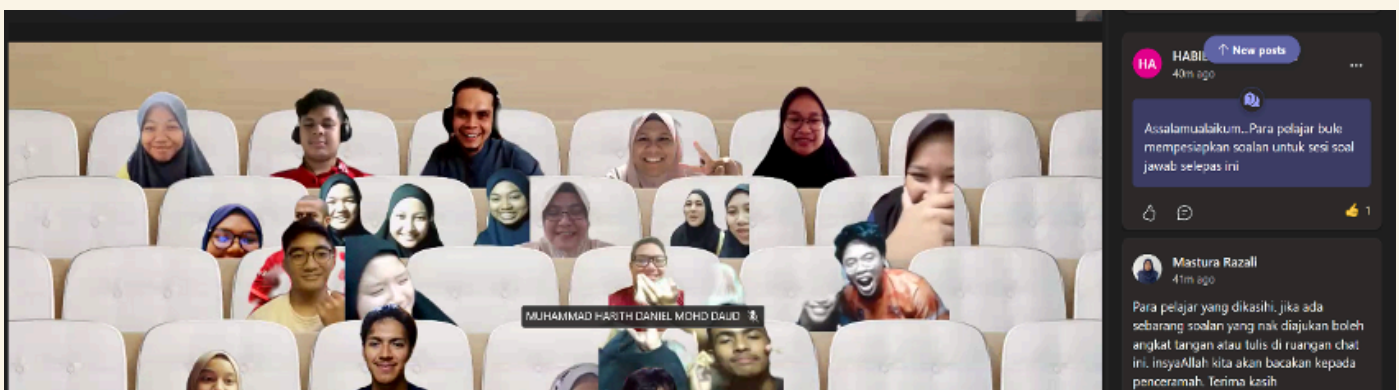 MUHAMMAD HARITH DANIEL MOHD DAUD
↑ New posts
HA
HABIL
40m ago
Assalamualaikum...Para pelajar bule
mempesiapkan soalan untuk sesi soal
jawab selepas ini
1
Mastura Razali
41m ago
Para pelajar yang dikasihi, jika ada
sebarang soalan yang nak diajukan boleh
angkat tangan atau tulis di ruangan chat
ini. insyaAllah kita akan bacakan kepada
penceramah. Terima kasih